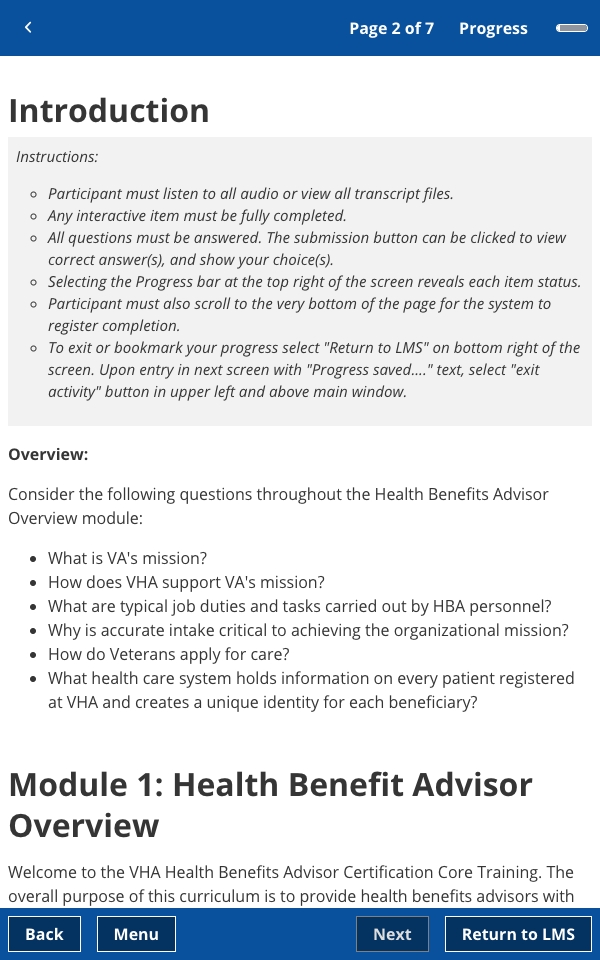 Page 2 of 7 Progress
Introduction
Instructions:
Participant must listen to all audio or view all transcript files.
Any interactive item must be fully completed.
All questions must be answered. The submission button can be clicked to view
correct answer(s), and show your choice(s).
Selecting the Progress bar at the top right of the screen reveals each item status.
Participant must also scroll to the very bottom of the page for the system to
register completion.
To exit or bookmark your progress select "Return to LMS" on bottom right of the
screen. Upon entry in next screen with "Progress saved...." text, select "exit
activity" button in upper left and above main window.
Overview:
Consider the following questions throughout the Health Benefits Advisor
Overview module:
What is VA's mission?
How does VHA support VA's mission?
What are typical job duties and tasks carried out by HBA personnel?
Why is accurate intake critical to achieving the organizational mission?
How do Veterans apply for care?
What health care system holds information on every patient registered
at VHA and creates a unique identity for each beneficiary?
Module 1: Health Benefit Advisor
Overview
Welcome to the VHA Health Benefits Advisor Certification Core Training. The
overall purpose of this curriculum is to provide health benefits advisors with
Back Menu Next Return to LMS